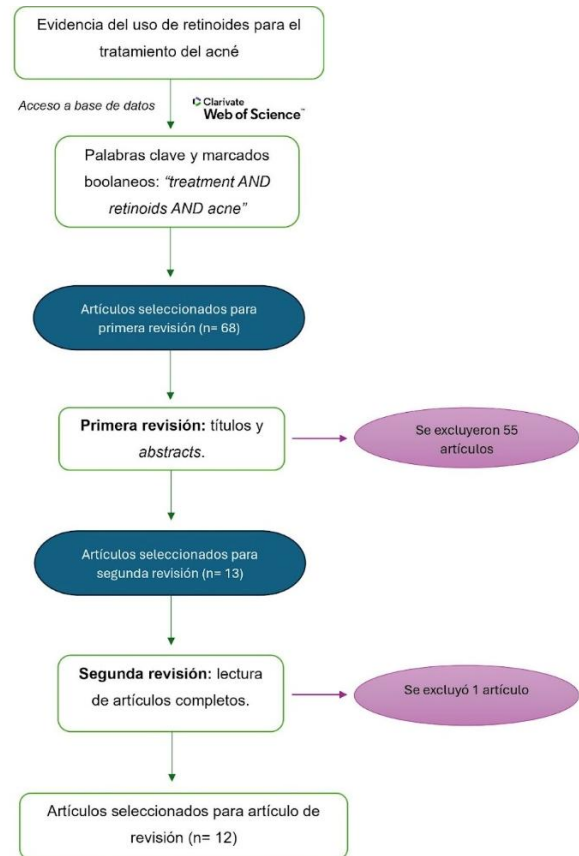 Evidencia del uso de retinoides para el
tratamiento del acné
Acceso a base de datos
Clarivate
Web of Science™
Palabras clave y marcados
boolaneos: “treatment AND
retinoids AND acne”
Artículos seleccionados para
primera revisión (n= 68)
Primera revisión: títulos y
abstracts.
Se excluyeron 55
artículos
Artículos seleccionados para
segunda revisión (n= 13)
Segunda revisión: lectura
de artículos completos.
Se excluyó 1 artículo
Artículos seleccionados para artículo de
revisión (n= 12)